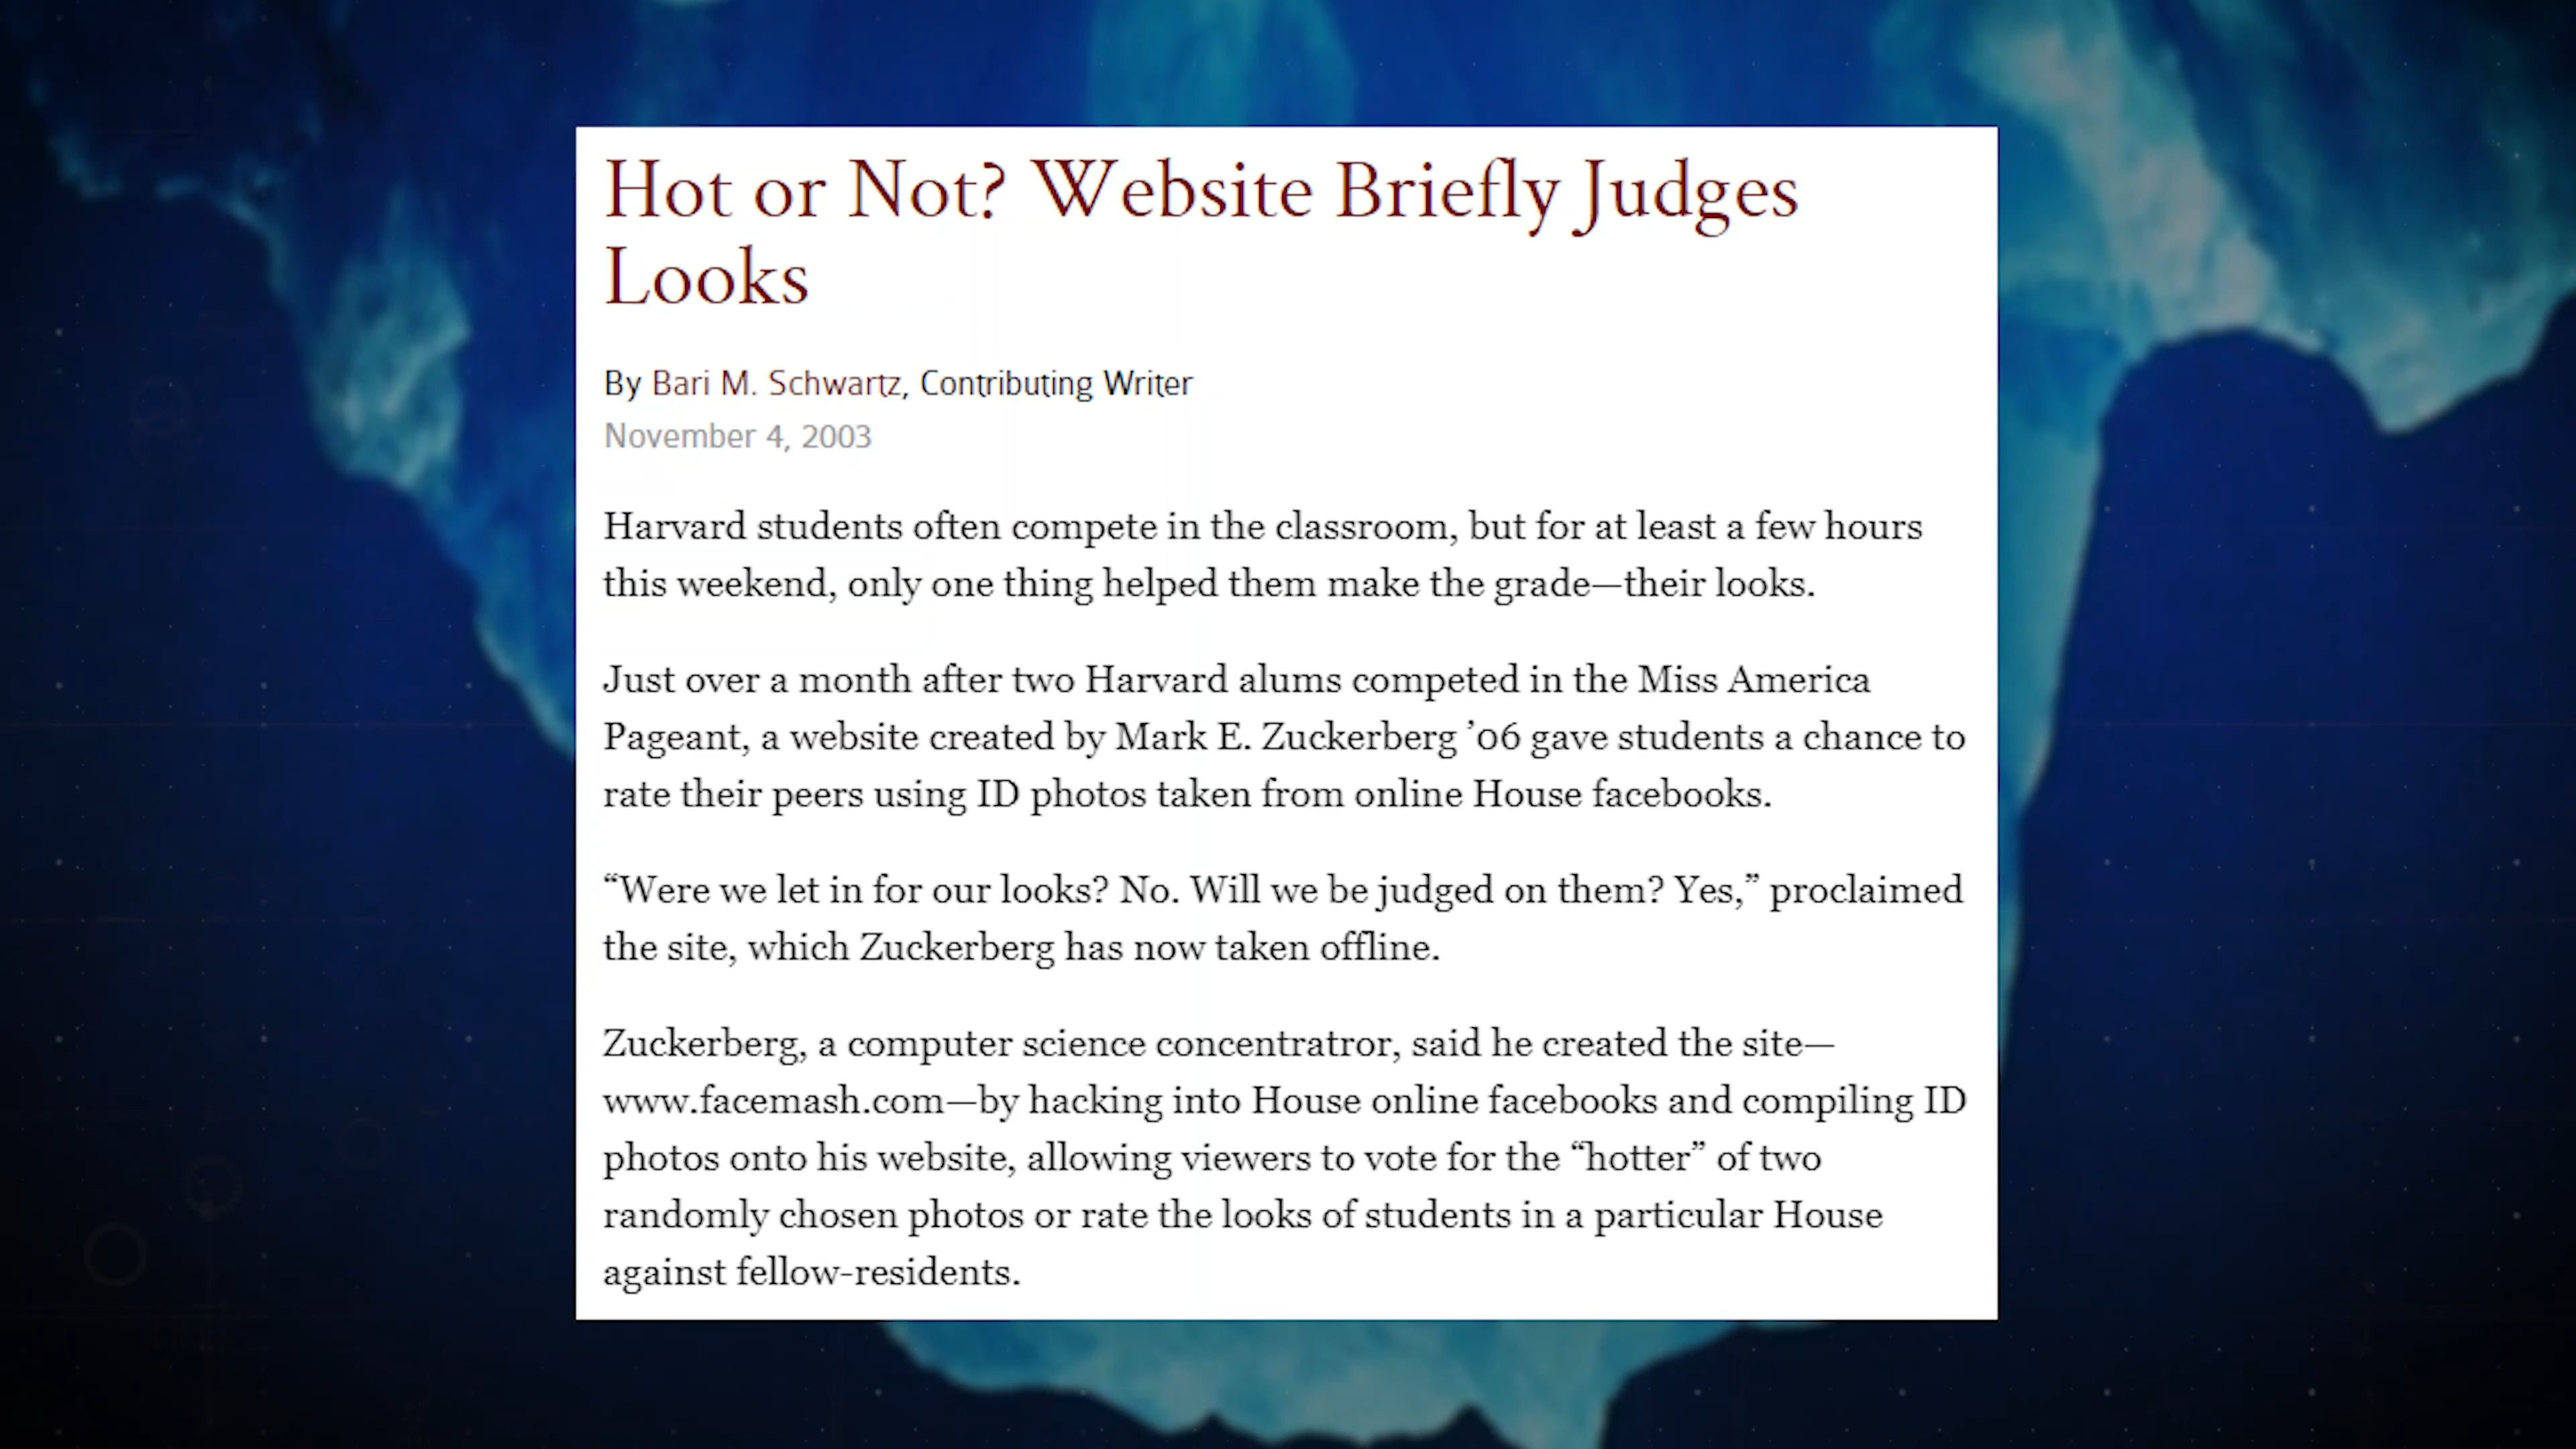 Hot or Not? Website Briefly Judges
Looks
By Bari M. Schwartz, Contributing Writer
November 4, 2003
Harvard students often compete in the classroom, but for at least a few hours
this weekend, only one thing helped them make the grade—their looks.
Just over a month after two Harvard alums competed in the Miss America
Pageant, a website created by Mark E. Zuckerberg ’06 gave students a chance to
rate their peers using ID photos taken from online House facebooks.
“Were we let in for our looks? No. Will we be judged on them? Yes,” proclaimed
the site, which Zuckerberg has now taken offline.
Zuckerberg, a computer science concentratror, said he created the site—
www.facemash.com—by hacking into House online facebooks and compiling ID
photos onto his website, allowing viewers to vote for the “hotter” of two
randomly chosen photos or rate the looks of students in a particular House
against fellow-residents.